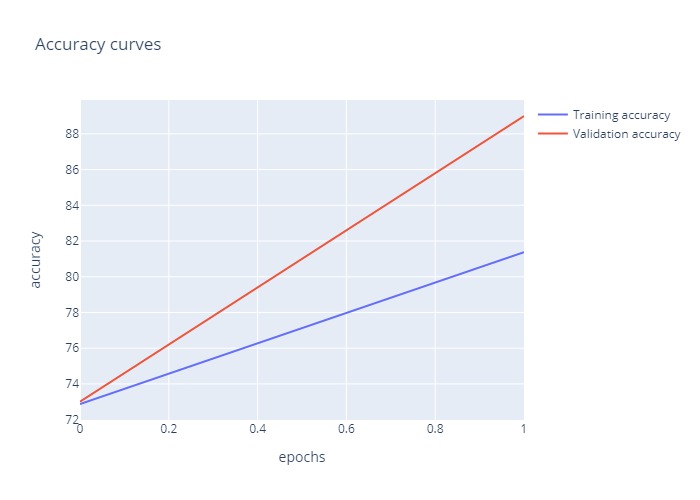 Accuracy curves
Training accuracy
Validation accuracy
88
86
84
82
80
78
76
74
72
accuracy
0 0.2 0.4 0.6 0.8 1
epochs